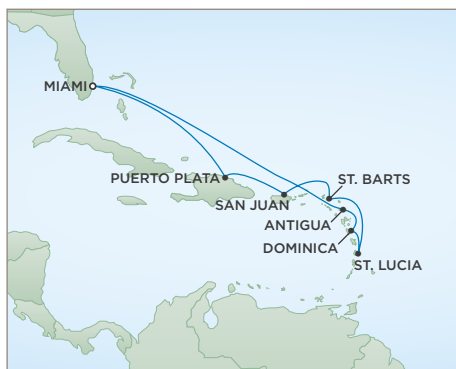 MIAMI
PUERTO PLATA
ST. BARTS
SAN JUAN
ANTIGUA
DOMINICA
ST. LUCIA